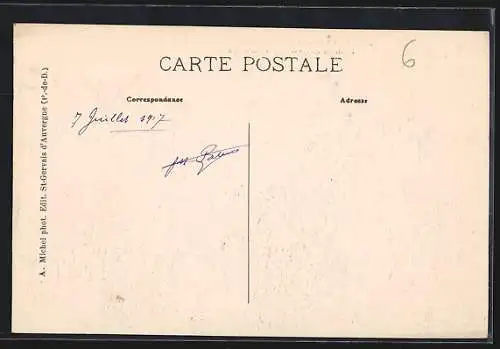 6
CARTE POSTALE
Correspondance
Adresse
7 Juillet 1917
A. Michel phot. Edit. St-Gervais d'Auvergne (P.-de-D.)